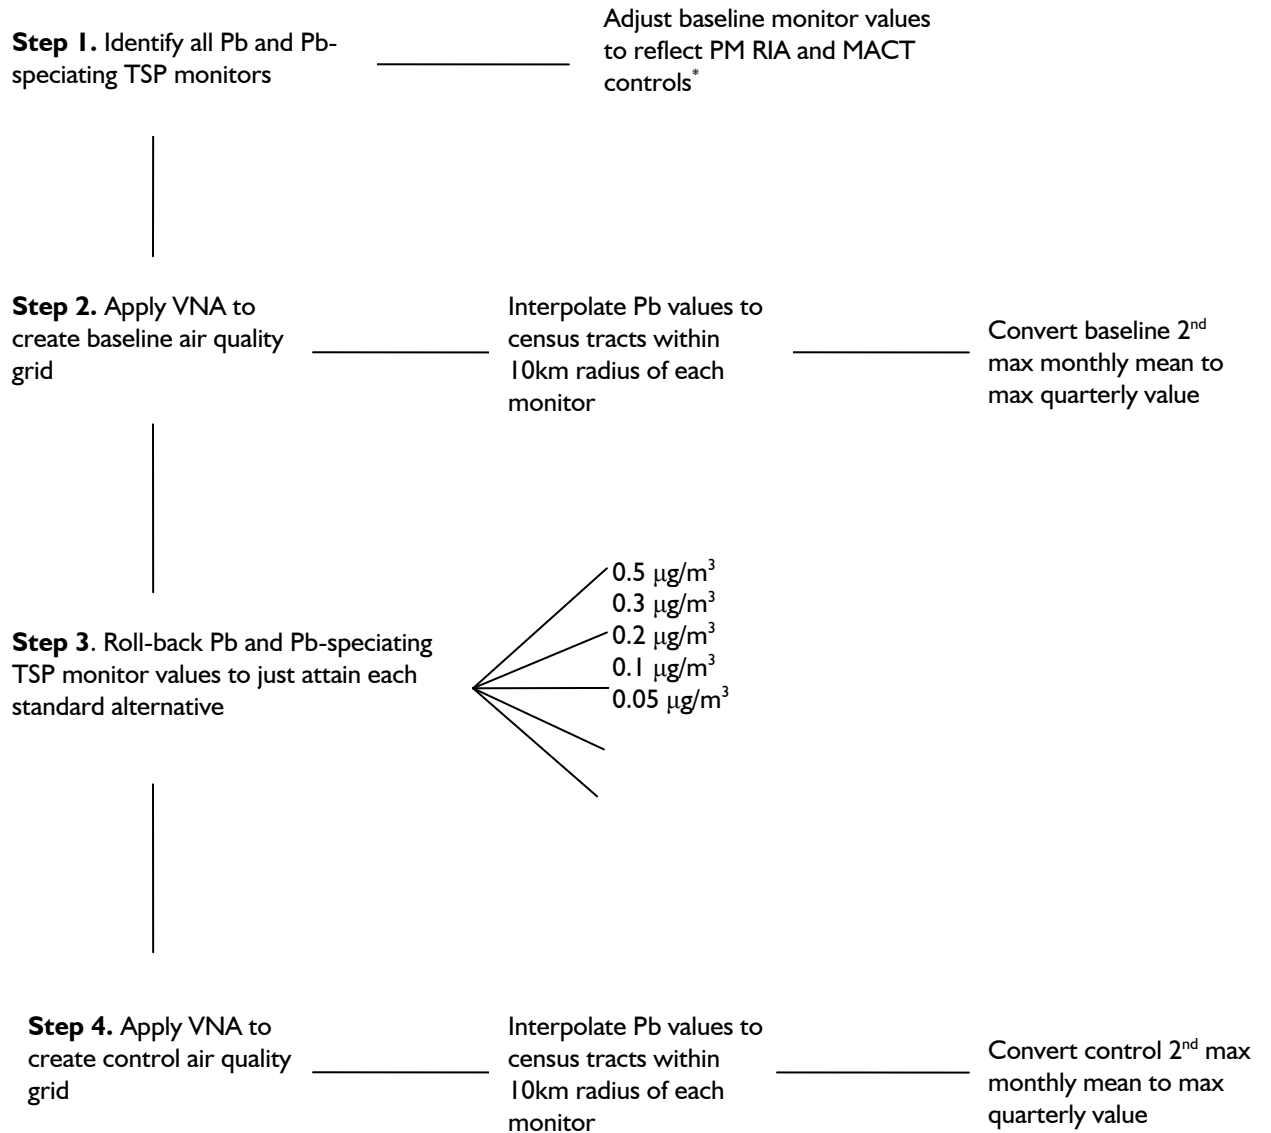 Step 1. Identify all Pb and Pb-
speciating TSP monitors
Adjust baseline monitor values
to reflect PM RIA and MACT
controls*
Step 2. Apply VNA to
create baseline air quality
grid
Interpolate Pb values to
census tracts within
10km radius of each
monitor
Convert baseline 2nd
max monthly mean to
max quarterly value
Step 3. Roll-back Pb and Pb-speciating
TSP monitor values to just attain each
standard alternative
0.5 μg/m3
0.3 μg/m3
0.2 μg/m3
0.1 μg/m3
0.05 μg/m3
Step 4. Apply VNA to
create control air quality
grid
Interpolate Pb values to
census tracts within
10km radius of each
monitor
Convert control 2nd max
monthly mean to max
quarterly value